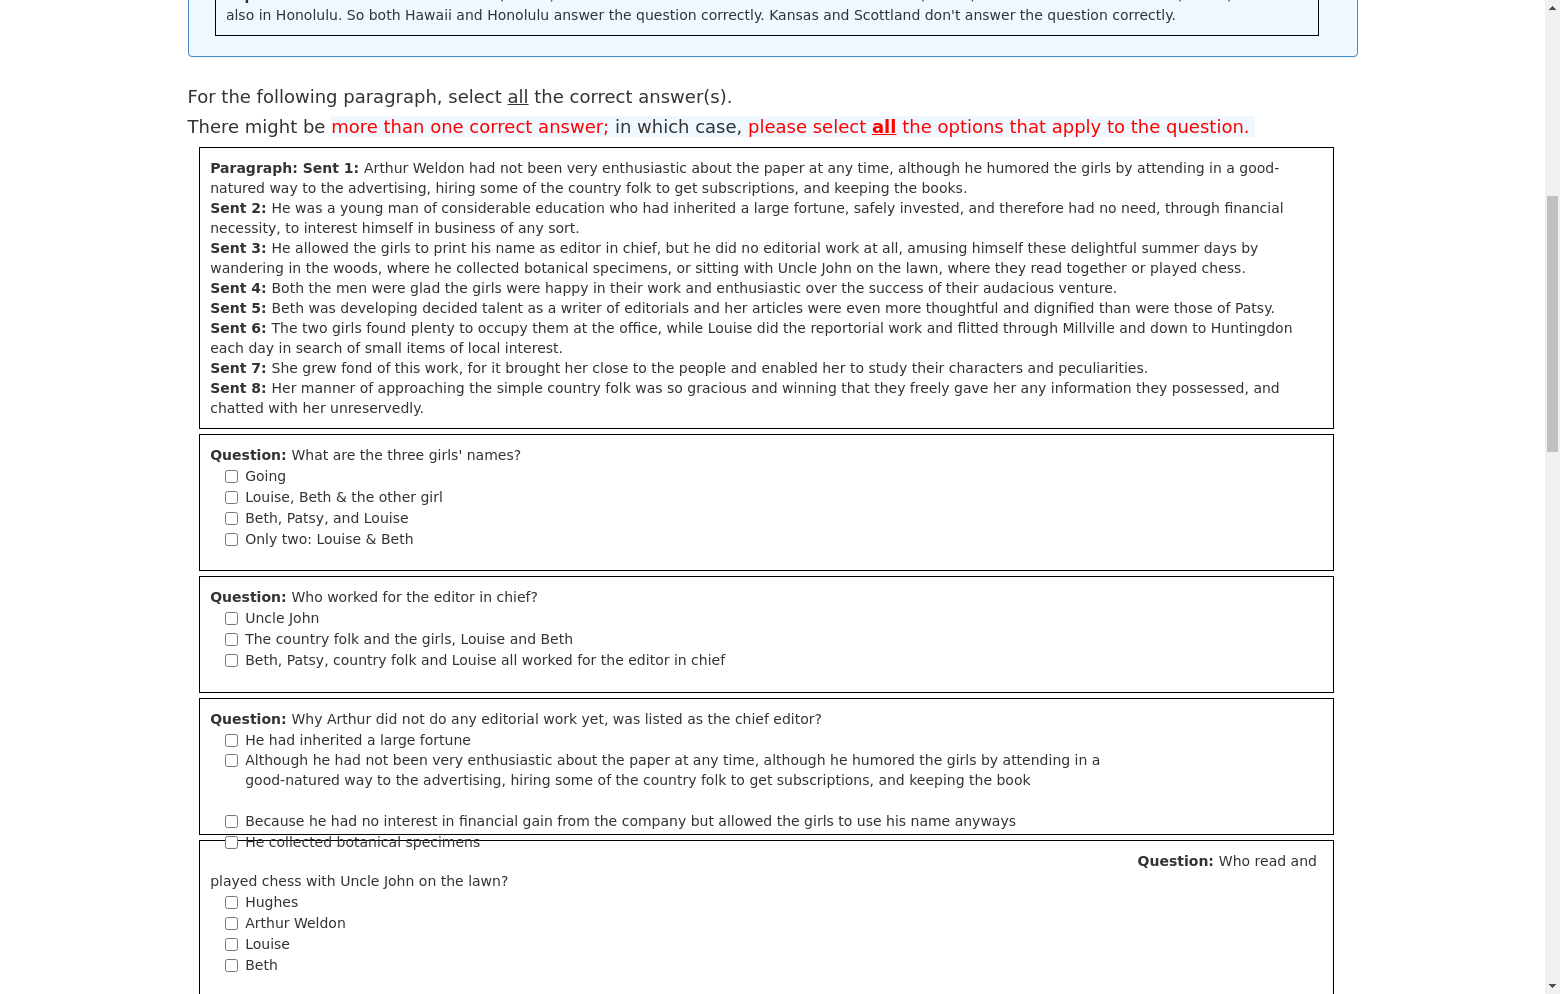 also in Honolulu. So both Hawaii and Honolulu answer the question correctly. Kansas and Scottland don't answer the question correctly.
For the following paragraph, select all the correct answer(s).
There might be more than one correct answer; in which case, please select all the options that apply to the question.
Paragraph: Sent 1: Arthur Weldon had not been very enthusiastic about the paper at any time, although he humored the girls by attending in a good-
natured way to the advertising, hiring some of the country folk to get subscriptions, and keeping the books.
Sent 2: He was a young man of considerable education who had inherited a large fortune, safely invested, and therefore had no need, through financial
necessity, to interest himself in business of any sort.
Sent 3: He allowed the girls to print his name as editor in chief, but he did no editorial work at all, amusing himself these delightful summer days by
wandering in the woods, where he collected botanical specimens, or sitting with Uncle John on the lawn, where they read together or played chess.
Sent 4: Both the men were glad the girls were happy in their work and enthusiastic over the success of their audacious venture.
Sent 5: Beth was developing decided talent as a writer of editorials and her articles were even more thoughtful and dignified than were those of Patsy.
Sent 6: The two girls found plenty to occupy them at the office, while Louise did the reportorial work and flitted through Millville and down to Huntingdon
each day in search of small items of local interest.
Sent 7: She grew fond of this work, for it brought her close to the people and enabled her to study their characters and peculiarities.
Sent 8: Her manner of approaching the simple country folk was so gracious and winning that they freely gave her any information they possessed, and
chatted with her unreservedly.
Question: What are the three girls' names?
Going
Louise, Beth & the other girl
Beth, Patsy, and Louise
Only two: Louise & Beth
Question: Who worked for the editor in chief?
Uncle John
The country folk and the girls, Louise and Beth
Beth, Patsy, country folk and Louise all worked for the editor in chief
Question: Why Arthur did not do any editorial work yet, was listed as the chief editor?
He had inherited a large fortune
Although he had not been very enthusiastic about the paper at any time, although he humored the girls by attending in a
good-natured way to the advertising, hiring some of the country folk to get subscriptions, and keeping the book
Because he had no interest in financial gain from the company but allowed the girls to use his name anyways
He collected botanical specimens
Question: Who read and
played chess with Uncle John on the lawn?
Hughes
Arthur Weldon
Louise
Beth